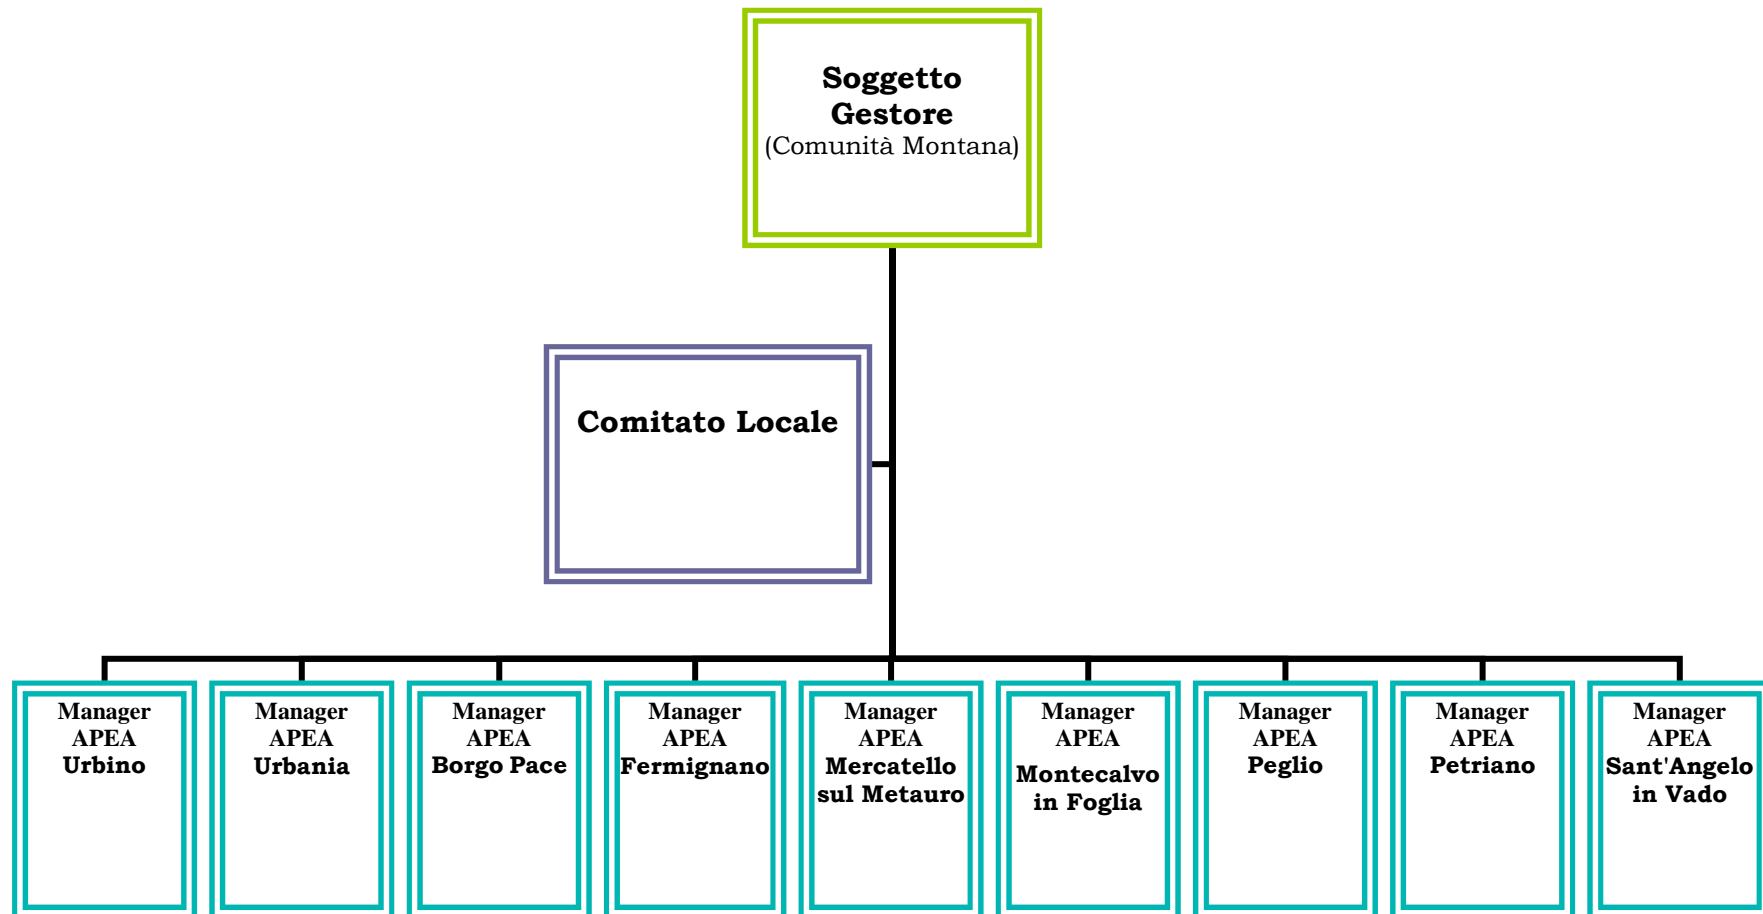 Soggetto
Gestore
(Comunità Montana)
Comitato Locale
Manager
APEA
Urbino
Manager
APEA
Urbania
Manager
APEA
Borgo Pace
Manager
APEA
Fermignano
Manager
APEA
Mercatello
sul Metauro
Manager
APEA
Montecalvo
in Foglia
Manager
APEA
Peglio
Manager
APEA
Petriano
Manager
APEA
Sant'Angelo
in Vado